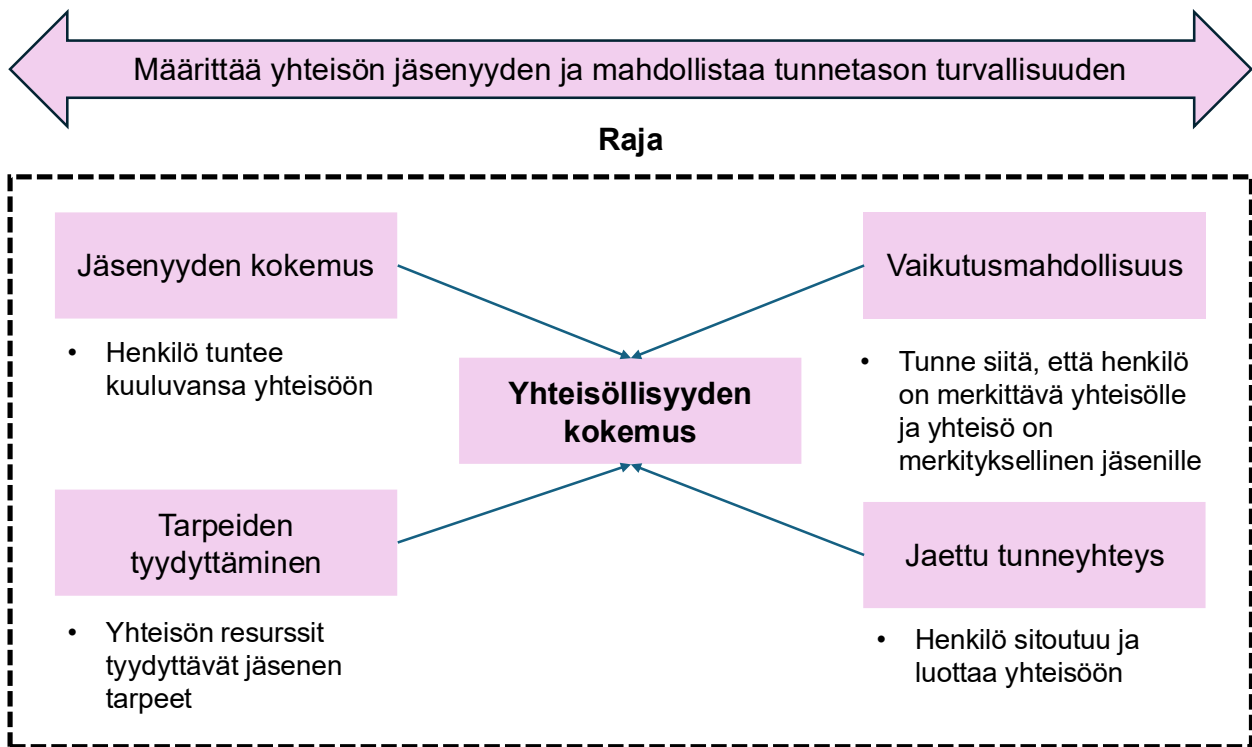 Määrittää yhteisön jäsenyyden ja mahdollistaa tunnetason turvallisuuden
Raja
Jäsenyyden kokemus
• Henkilö tuntee
kuuluvansa yhteisöön
Vaikutusmahdollisuus
• Tunne siitä, että henkilö
on merkittävä yhteisölle
ja yhteisö on
merkityksellinen jäsenille
Yhteisöllisyyden
kokemus
Tarpeiden
tyydyttäminen
• Yhteisön resurssit
tyydyttävät jäsenen
tarpeet
Jaettu tunneyhteys
• Henkilö sitoutuu ja
luottaa yhteisöön